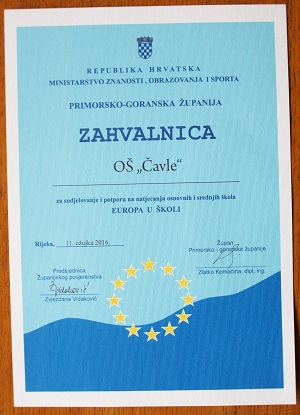 REPUBLIKA HRVATSKA
MINISTARSTVO ZNANOSTI, OBRAZOVANJA I SPORTA
PRIMORSKO-GORANSKA ŽUPANIJA
ZAHVALNICA
OŠ „Čavle“
za sudjelovanje i potporu na natjecanju osnovnih i srednjih škola
EUROPA U ŠKOLI
Rijeka, 11. ožujka 2016.
Župan
Primorsko - goranske županije
Zlatko Komadina, dipl. ing.
Predsjednica
Županijskog povjerenstva
Zvjezdana Vrdaković